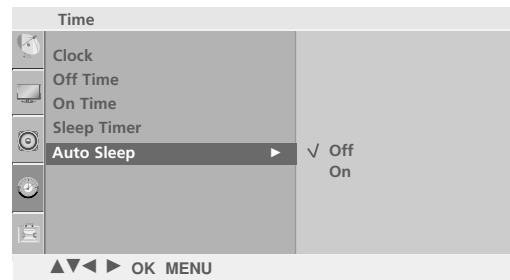 Time
Clock
Off Time
On Time
Sleep Timer
Auto Sleep ► √ Off
On
▲▼◄ ► OK MENU